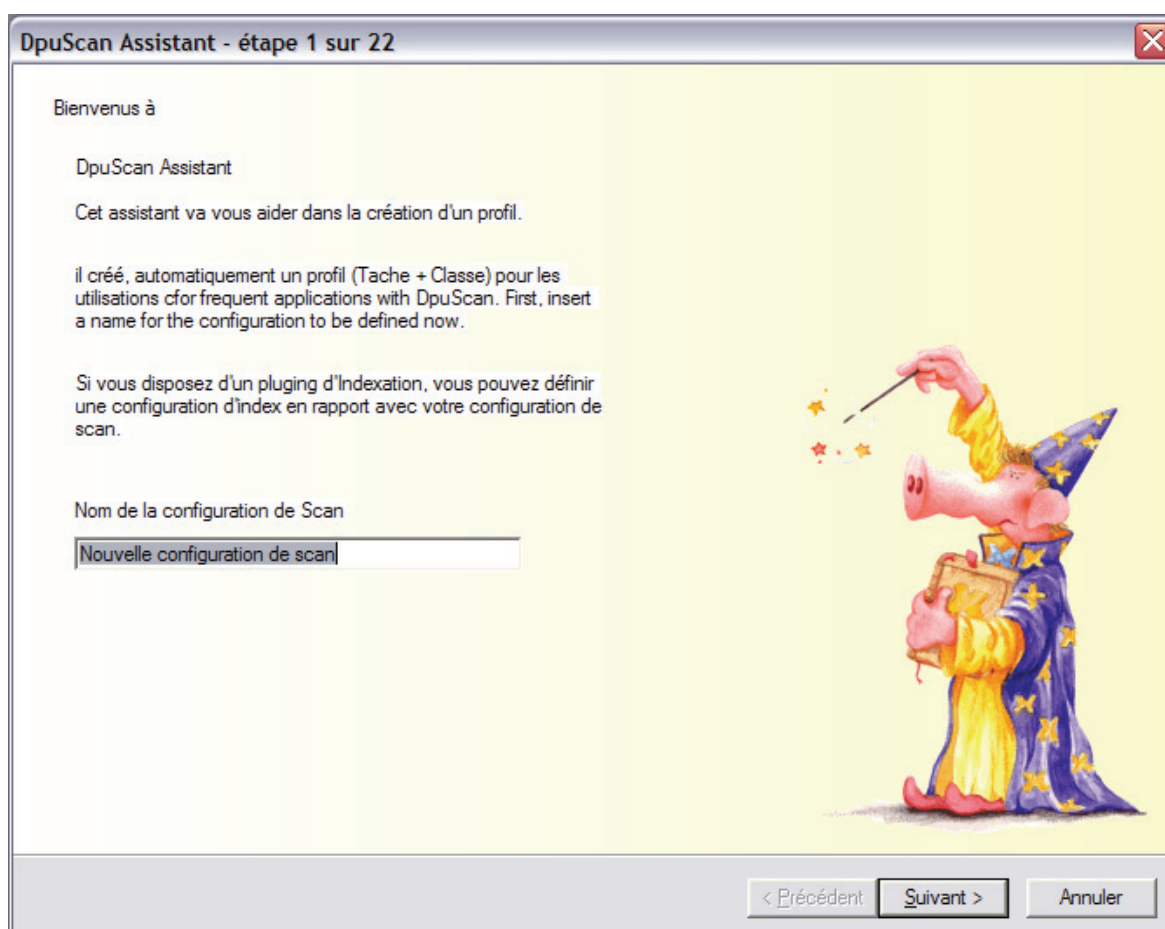 DpuScan Assistant - étape 1 sur 22
Bienvenus à
DpuScan Assistant
Cet assistant va vous aider dans la création d'un profil.
il créé, automatiquement un profil (Tache + Classe) pour les
utilisations cfor frequent applications with DpuScan. First, insert
a name for the configuration to be defined now.
Si vous disposez d'un pluging d'Indexation, vous pouvez définir
une configuration d'index en rapport avec votre configuration de
scan.
Nom de la configuration de Scan
Nouvelle configuration de scan
< Précédent Suivant > Annuler